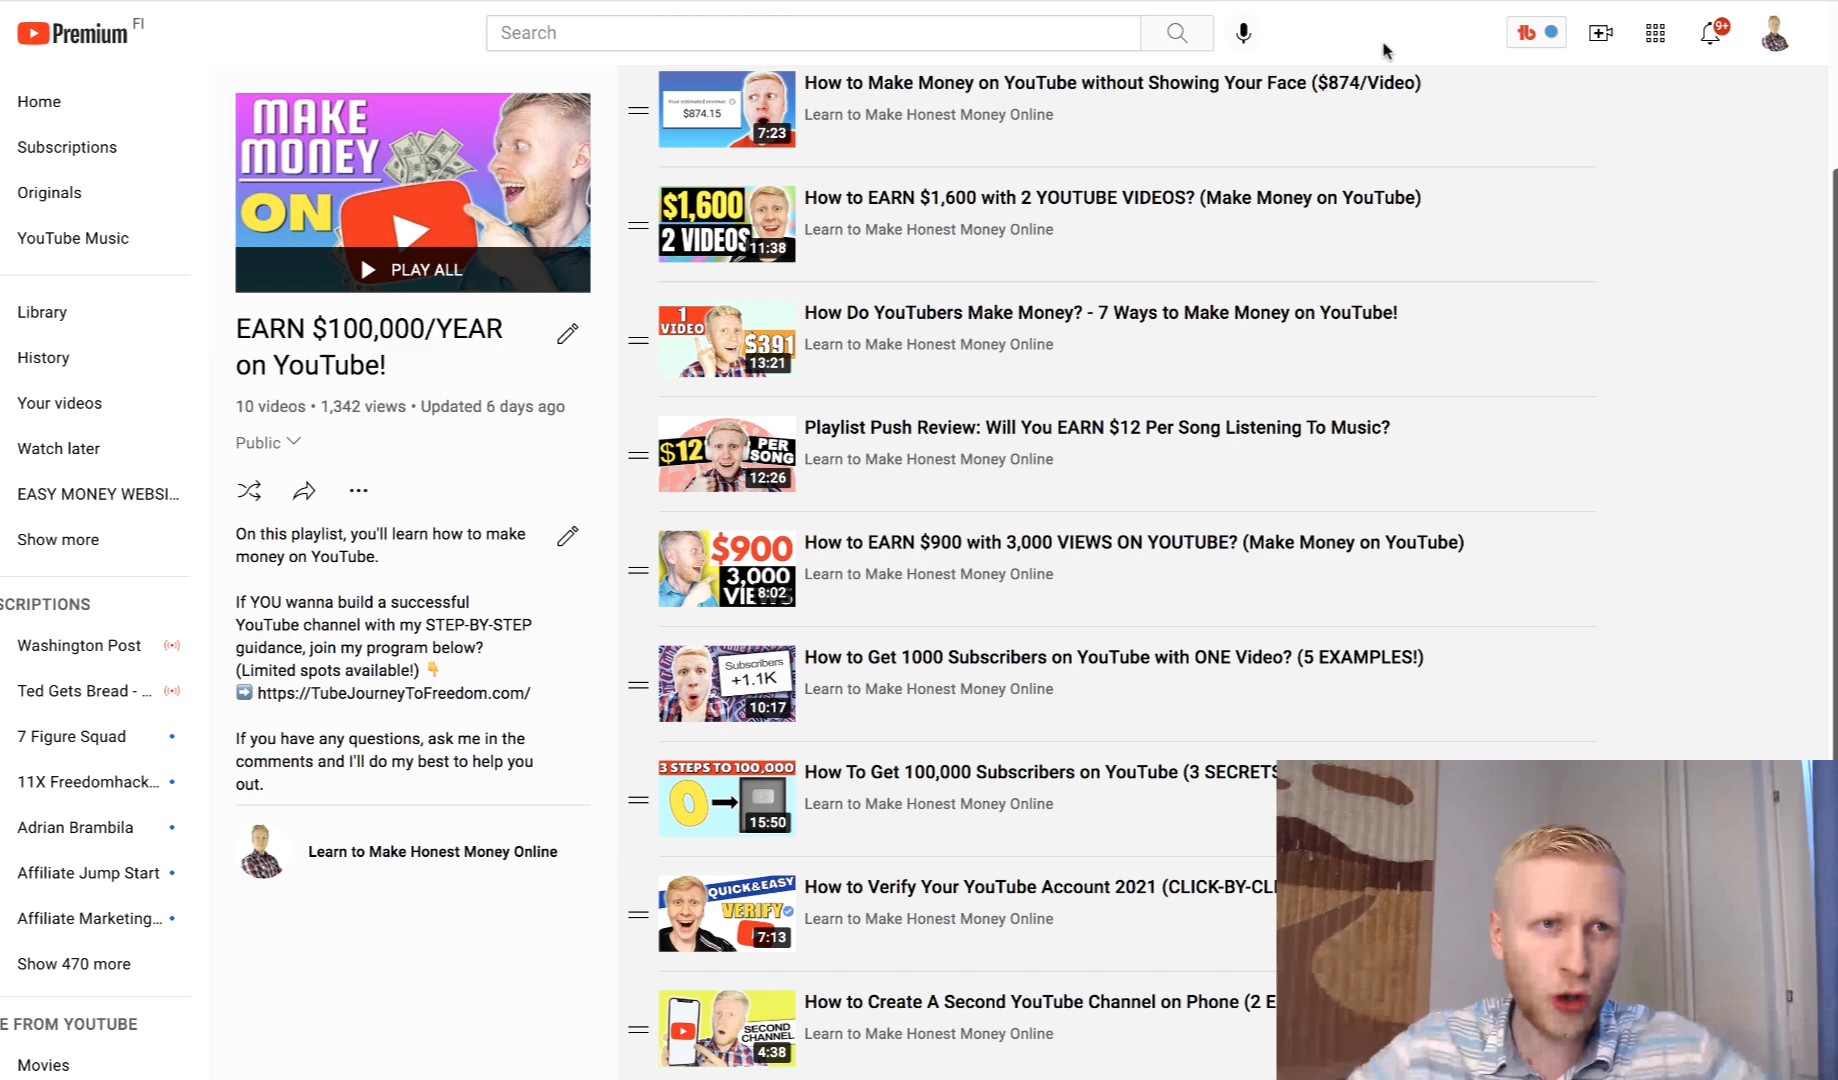 Premium FI
Search
9+
Home
Subscriptions
Originals
YouTube Music
Library
History
Your videos
Watch later
EASY MONEY WEBSI...
Show more
SCRIPTIONS
Washington Post
Ted Gets Bread - ...
7 Figure Squad
11X Freedomhack...
Adrian Brambila
Affiliate Jump Start
Affiliate Marketing...
Show 470 more
E FROM YOUTUBE
Movies
MAKE
MONEY
ON
PLAY ALL
EARN $100,000/YEAR
on YouTube!
10 videos • 1,342 views • Updated 6 days ago
Public
On this playlist, you'll learn how to make
money on YouTube.
If YOU wanna build a successful
YouTube channel with my STEP-BY-STEP
guidance, join my program below?
(Limited spots available!) 👇
➡️ https://TubeJourneyToFreedom.com/
If you have any questions, ask me in the
comments and I'll do my best to help you
out.
Learn to Make Honest Money Online
Your estimated revenue
$874.15
7:23
How to Make Money on YouTube without Showing Your Face ($874/Video)
Learn to Make Honest Money Online
$1,600
2 VIDEOS
11:38
How to EARN $1,600 with 2 YOUTUBE VIDEOS? (Make Money on YouTube)
Learn to Make Honest Money Online
1
VIDEO
$391
13:21
How Do YouTubers Make Money? - 7 Ways to Make Money on YouTube!
Learn to Make Honest Money Online
$12 PER
SONG
12:26
Playlist Push Review: Will You EARN $12 Per Song Listening To Music?
Learn to Make Honest Money Online
$900
3,000
VIEWS
8:02
How to EARN $900 with 3,000 VIEWS ON YOUTUBE? (Make Money on YouTube)
Learn to Make Honest Money Online
Subscribers
+1.1K
10:17
How to Get 1000 Subscribers on YouTube with ONE Video? (5 EXAMPLES!)
Learn to Make Honest Money Online
3 STEPS TO 100,000
0
15:50
How To Get 100,000 Subscribers on YouTube (3 SECRETS
Learn to Make Honest Money Online
QUICK&EASY
VERIFY
7:13
How to Verify Your YouTube Account 2021 (CLICK-BY-CLI
Learn to Make Honest Money Online
SECOND
CHANNEL
4:38
How to Create A Second YouTube Channel on Phone (2 E
Learn to Make Honest Money Online